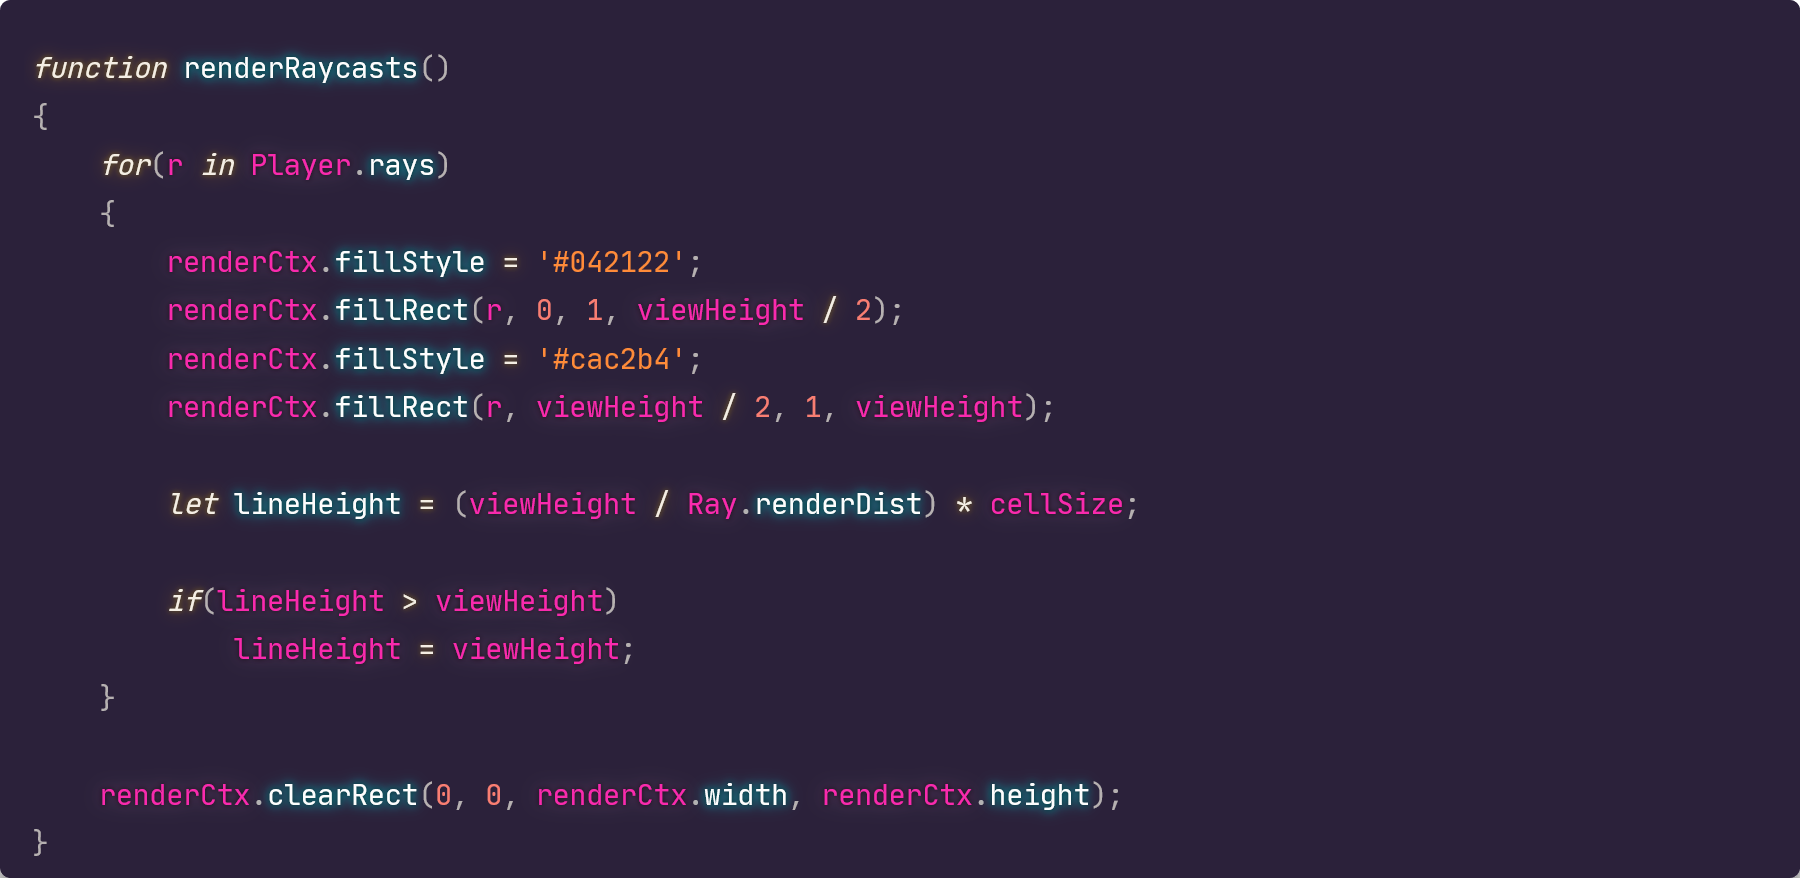 function renderRaycasts()
{
    for(r in Player.rays)
    {
        renderCtx.fillStyle = '#042122';
        renderCtx.fillRect(r, 0, 1, viewHeight / 2);
        renderCtx.fillStyle = '#cac2b4';
        renderCtx.fillRect(r, viewHeight / 2, 1, viewHeight);

        let lineHeight = (viewHeight / Ray.renderDist) * cellSize;

        if(lineHeight > viewHeight)
            lineHeight = viewHeight;
    }

    renderCtx.clearRect(0, 0, renderCtx.width, renderCtx.height);
}